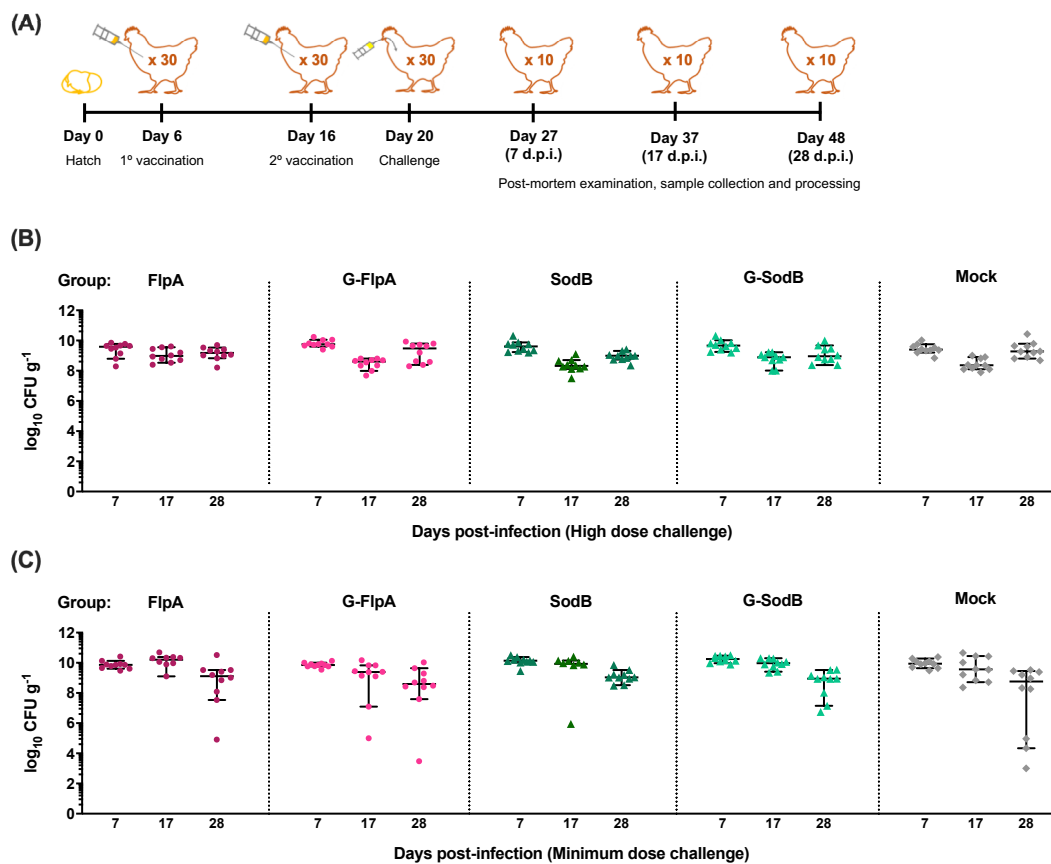 (A)
x 30 x 30 x 30 x 10 x 10 x 10
Day 0 Day 6 Day 16 Day 20 Day 27 Day 37 Day 48
(7 d.p.i.) (17 d.p.i.) (28 d.p.i.)
Hatch 1º vaccination 2º vaccination Challenge
Post-mortem examination, sample collection and processing
(B)
Group: FlpA G-FlpA SodB G-SodB Mock
12
10
8
6
4
2
0
log10 CFU g-1
7 17 28 7 17 28 7 17 28 7 17 28 7 17 28
Days post-infection (High dose challenge)
(C)
Group: FlpA G-FlpA SodB G-SodB Mock
12
10
8
6
4
2
0
log10 CFU g-1
7 17 28 7 17 28 7 17 28 7 17 28 7 17 28
Days post-infection (Minimum dose challenge)